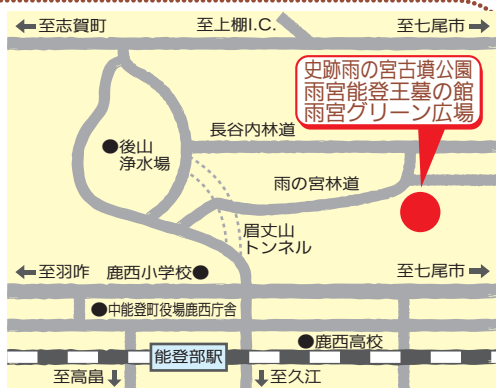 ←至志賀町
至上棚I.C.
至七尾市→
史跡雨の宮古墳公園
雨宮能登王墓の館
雨宮グリーン広場
長谷内林道
●後山
浄水場
雨の宮林道
眉丈山
トンネル
←至羽咋
鹿西小学校●
至七尾市→
●中能登町役場鹿西庁舎
●鹿西高校
能登部駅
至高畠↓
↓至久江